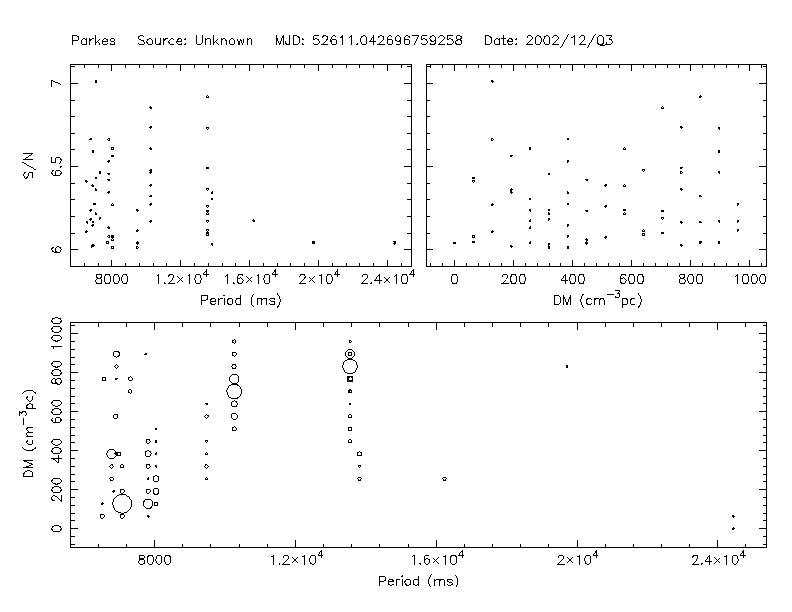 Parkes Source: Unknown MJD: 52611.042696759258 Date: 2002/12/03
7
6.5
6
S/N
8000 1.2×10⁴ 1.6×10⁴ 2×10⁴ 2.4×10⁴
Period (ms)
0 200 400 600 800 1000
DM (cm⁻³pc)
1000
800
600
400
200
0
DM (cm⁻³pc)
8000 1.2×10⁴ 1.6×10⁴ 2×10⁴ 2.4×10⁴
Period (ms)